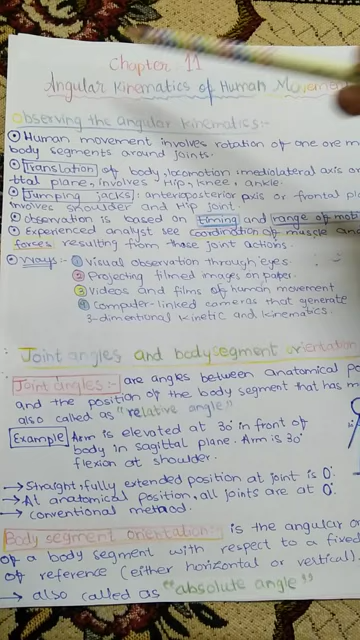 Chapter 11
Angular Kinematics of Human Movement
Observing the angular kinematics:-
Human movement involves rotation of one ore m
body segments around joints.
Translation of body, locomotion mediolateral axis or
ttal plane, involves Hip, knee, ankle.
Jumping jacks: anteroposterior axis or frontal pl
involves shoulder and hip joint.
observation is based on timing and range of mot
Experienced analyst see coordination of muscle and
forces resulting from those joint actions.
ways:- 1 Visual observation through eyes.
2 Projecting filmed images on paper.
3 Videos and films of human movement
4 Computer-linked cameras that generate
3-dimentional kinetic and kinematics.
Joint angles and body segment orientation
Joint angles:- are angles between anatomical po
and the position of the body segment that has m
also called as "relative angle"
Example Arm is elevated at 30° in front of
body in sagittal plane. Arm is 30°
flexion at shoulder.
→ Straight, fully extended position at joint is 0°.
→ At anatomical position, all joints are at 0°.
→ conventional method.
Body segment orientation:- is the angular or
of a body segment with respect to a fixed
of reference (either horizontal or vertical).
→ also called as "absolute angle"